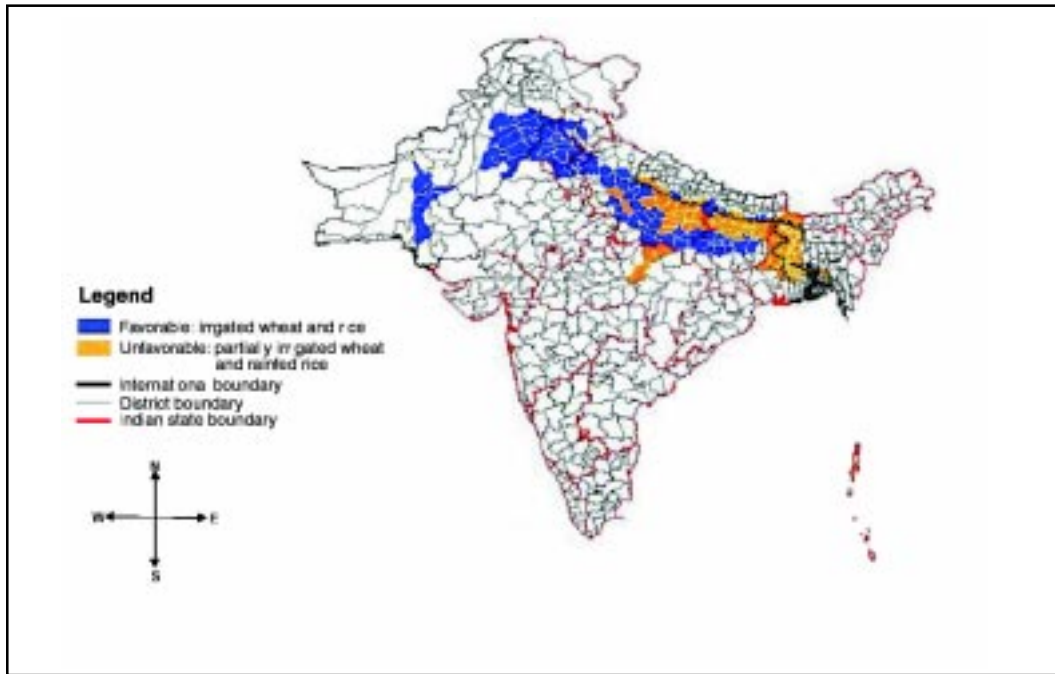 Legend
Favorable: irrigated wheat and rice
Unfavorable: partially irrigated wheat
and rainfed rice
International boundary
District boundary
Indian state boundary
N
W E
S